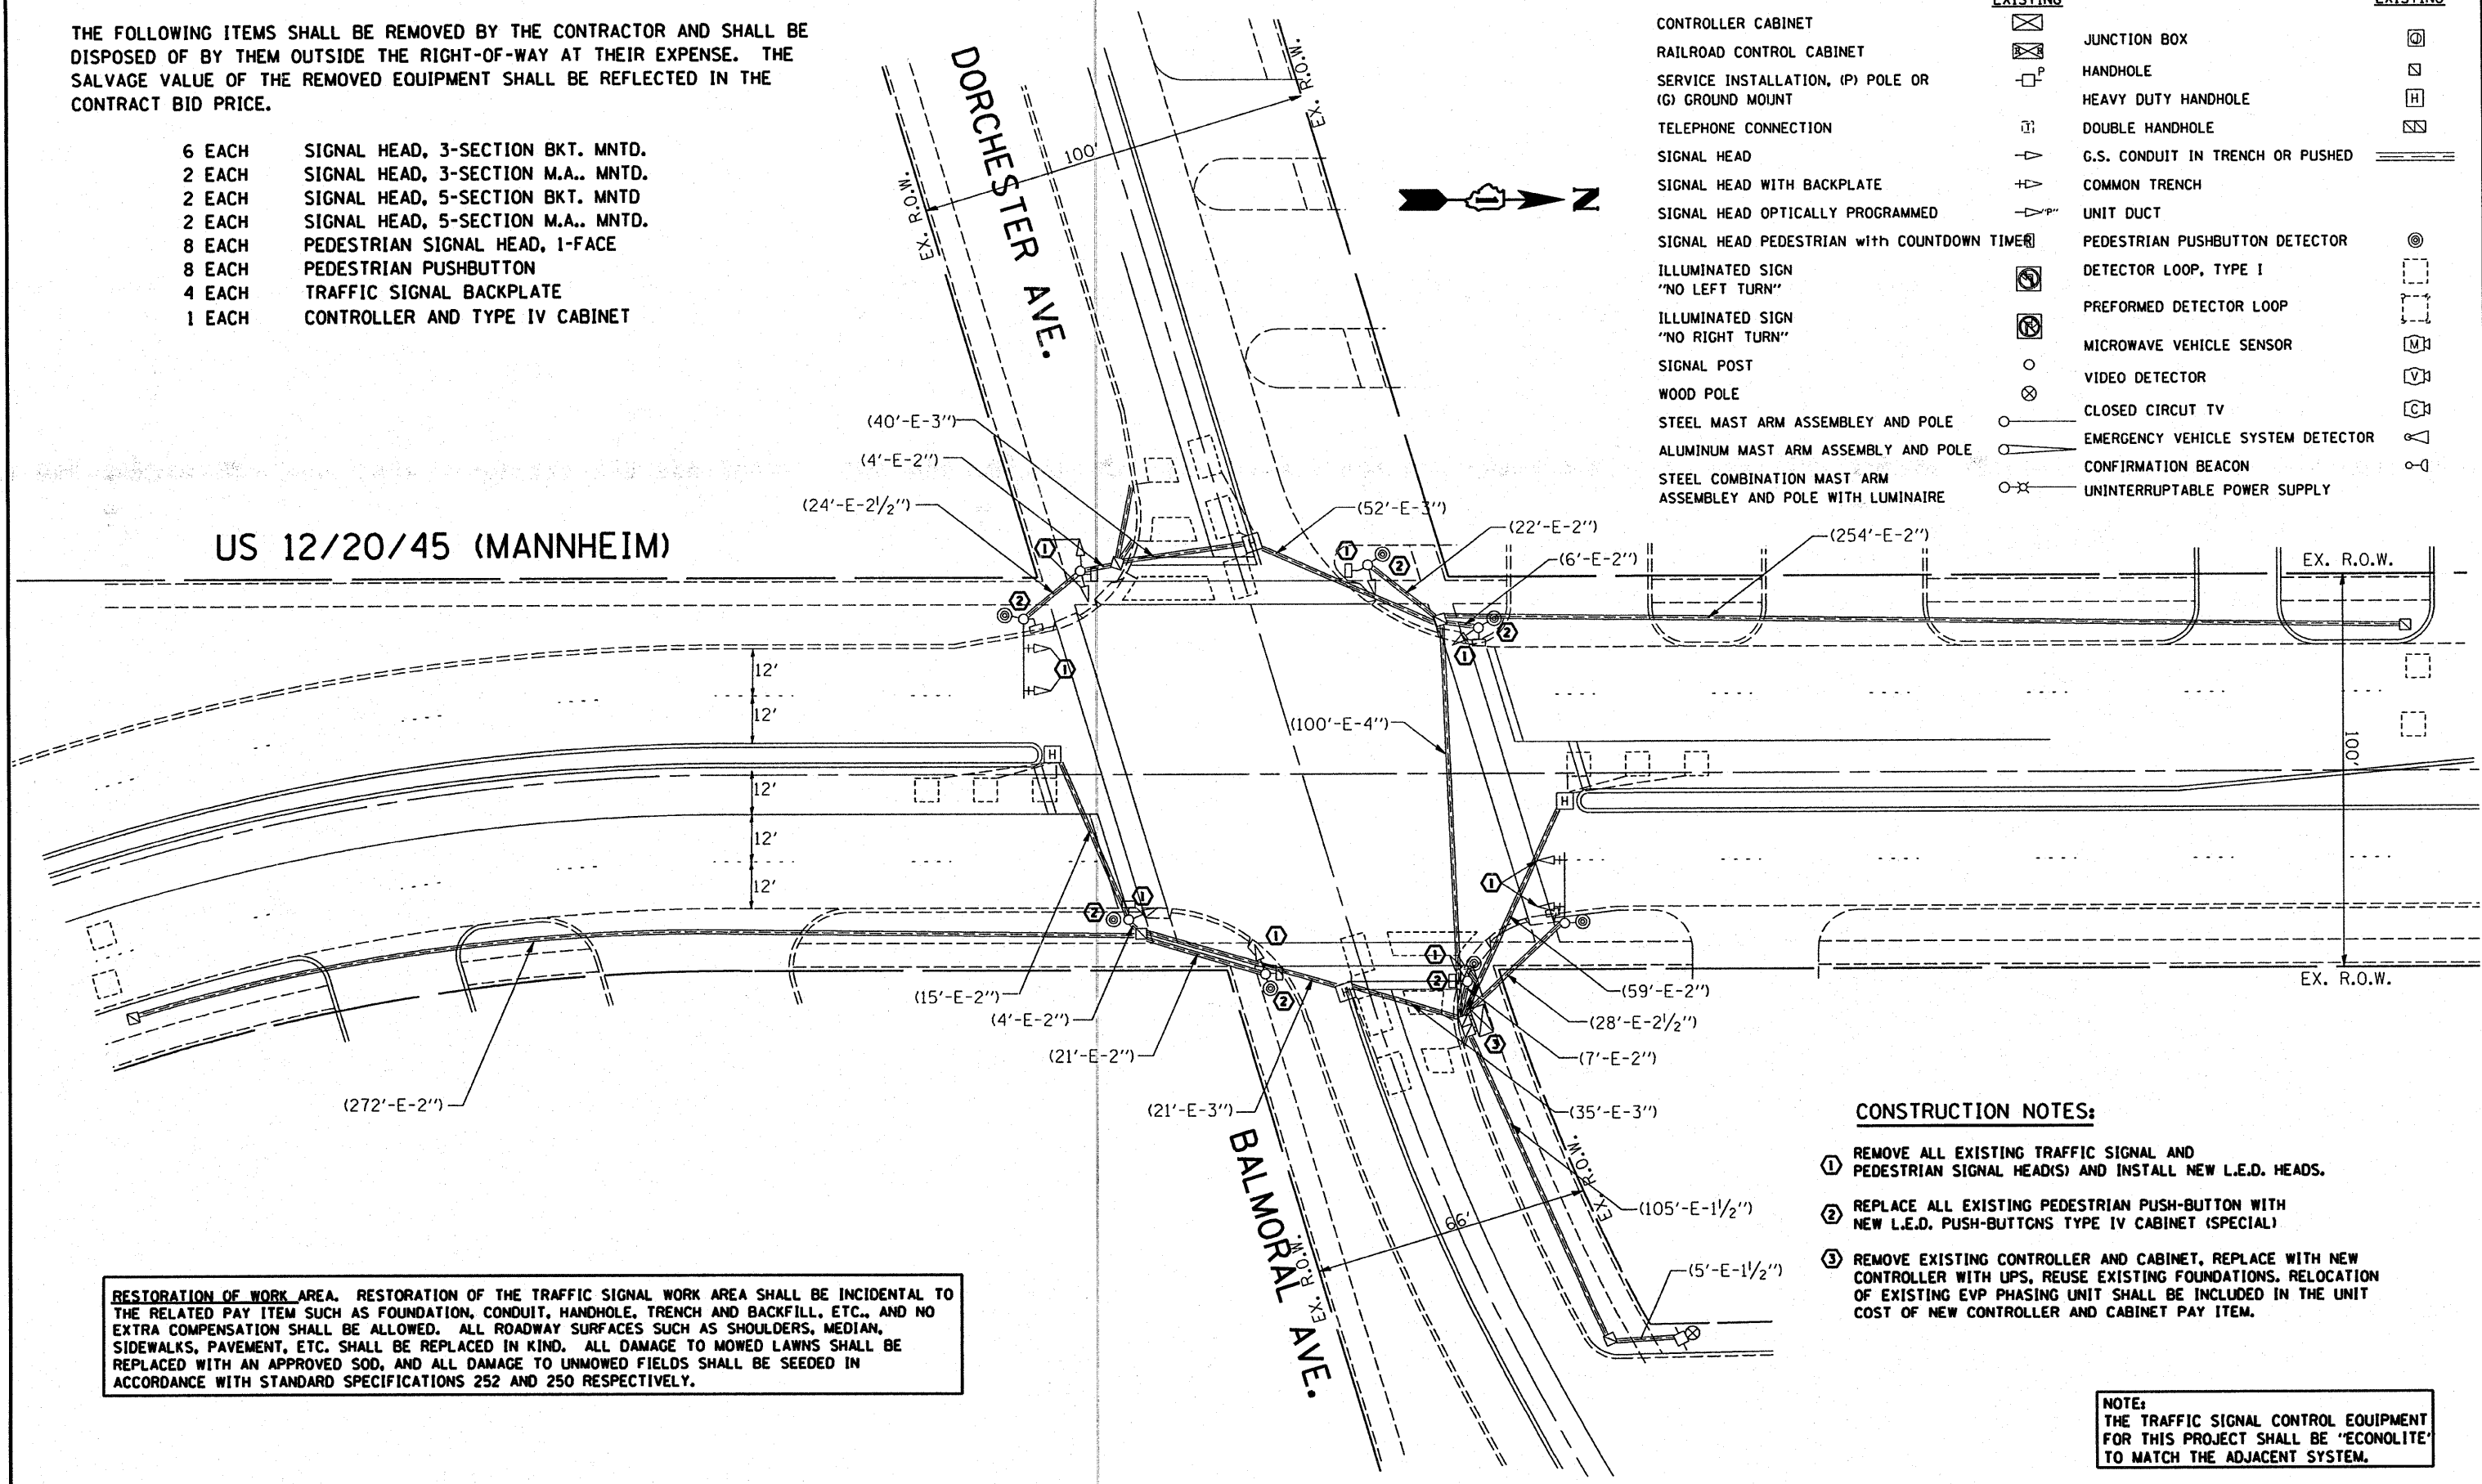 THE FOLLOWING ITEMS SHALL BE REMOVED BY THE CONTRACTOR AND SHALL BE
DISPOSED OF BY THEM OUTSIDE THE RIGHT-OF-WAY AT THEIR EXPENSE. THE
SALVAGE VALUE OF THE REMOVED EQUIPMENT SHALL BE REFLECTED IN THE
CONTRACT BID PRICE.
6 EACH SIGNAL HEAD, 3-SECTION BKT. MNTD.
2 EACH SIGNAL HEAD, 3-SECTION M.A.. MNTD.
2 EACH SIGNAL HEAD, 5-SECTION BKT. MNTD
2 EACH SIGNAL HEAD, 5-SECTION M.A.. MNTD.
8 EACH PEDESTRIAN SIGNAL HEAD, 1-FACE
8 EACH PEDESTRIAN PUSHBUTTON
4 EACH TRAFFIC SIGNAL BACKPLATE
1 EACH CONTROLLER AND TYPE IV CABINET
EXISTING
CONTROLLER CABINET
RAILROAD CONTROL CABINET
SERVICE INSTALLATION, (P) POLE OR P
(G) GROUND MOUNT
TELEPHONE CONNECTION T
SIGNAL HEAD
SIGNAL HEAD WITH BACKPLATE
SIGNAL HEAD OPTICALLY PROGRAMMED "P"
SIGNAL HEAD PEDESTRIAN with COUNTDOWN TIMER
ILLUMINATED SIGN
"NO LEFT TURN"
ILLUMINATED SIGN
"NO RIGHT TURN"
SIGNAL POST
WOOD POLE
STEEL MAST ARM ASSEMBLEY AND POLE
ALUMINUM MAST ARM ASSEMBLY AND POLE
STEEL COMBINATION MAST ARM
ASSEMBLEY AND POLE WITH LUMINAIRE
EXISTING
JUNCTION BOX
HANDHOLE
HEAVY DUTY HANDHOLE H
DOUBLE HANDHOLE
G.S. CONDUIT IN TRENCH OR PUSHED
COMMON TRENCH
UNIT DUCT
PEDESTRIAN PUSHBUTTON DETECTOR
DETECTOR LOOP, TYPE I
PREFORMED DETECTOR LOOP
MICROWAVE VEHICLE SENSOR M
VIDEO DETECTOR V
CLOSED CIRCUT TV C
EMERGENCY VEHICLE SYSTEM DETECTOR
CONFIRMATION BEACON
UNINTERRUPTABLE POWER SUPPLY
DORCHESTER AVE.
EX. R.O.W.
EX. R.O.W.
EX. R.O.W.
100'
1 N
US 12/20/45 (MANNHEIM)
(40'-E-3")
(4'-E-2")
(24'-E-2½")
(52'-E-3")
(22'-E-2")
(6'-E-2")
(254'-E-2")
EX. R.O.W.
1
1
2
2
2
1
1
12'
12'
12'
12'
12'
(100'-E-4")
100'
H
H
1
2
1
1
1
2
2
3
EX. R.O.W.
(15'-E-2")
(4'-E-2")
(21'-E-2")
(272'-E-2")
(21'-E-3")
(59'-E-2")
(28'-E-2½")
(7'-E-2")
(35'-E-3")
(105'-E-1½")
(5'-E-1½")
BALMORAL AVE.
EX. R.O.W.
EX. R.O.W.
66'
CONSTRUCTION NOTES:
1 REMOVE ALL EXISTING TRAFFIC SIGNAL AND
PEDESTRIAN SIGNAL HEAD(S) AND INSTALL NEW L.E.D. HEADS.
2 REPLACE ALL EXISTING PEDESTRIAN PUSH-BUTTON WITH
NEW L.E.D. PUSH-BUTTONS TYPE IV CABINET (SPECIAL)
3 REMOVE EXISTING CONTROLLER AND CABINET, REPLACE WITH NEW
CONTROLLER WITH UPS, REUSE EXISTING FOUNDATIONS. RELOCATION
OF EXISTING EVP PHASING UNIT SHALL BE INCLUDED IN THE UNIT
COST OF NEW CONTROLLER AND CABINET PAY ITEM.
RESTORATION OF WORK AREA. RESTORATION OF THE TRAFFIC SIGNAL WORK AREA SHALL BE INCIDENTAL TO
THE RELATED PAY ITEM SUCH AS FOUNDATION, CONDUIT, HANDHOLE, TRENCH AND BACKFILL, ETC., AND NO
EXTRA COMPENSATION SHALL BE ALLOWED. ALL ROADWAY SURFACES SUCH AS SHOULDERS, MEDIAN,
SIDEWALKS, PAVEMENT, ETC. SHALL BE REPLACED IN KIND. ALL DAMAGE TO MOWED LAWNS SHALL BE
REPLACED WITH AN APPROVED SOD, AND ALL DAMAGE TO UNMOWED FIELDS SHALL BE SEEDED IN
ACCORDANCE WITH STANDARD SPECIFICATIONS 252 AND 250 RESPECTIVELY.
NOTE:
THE TRAFFIC SIGNAL CONTROL EQUIPMENT
FOR THIS PROJECT SHALL BE "ECONOLITE'
TO MATCH THE ADJACENT SYSTEM.